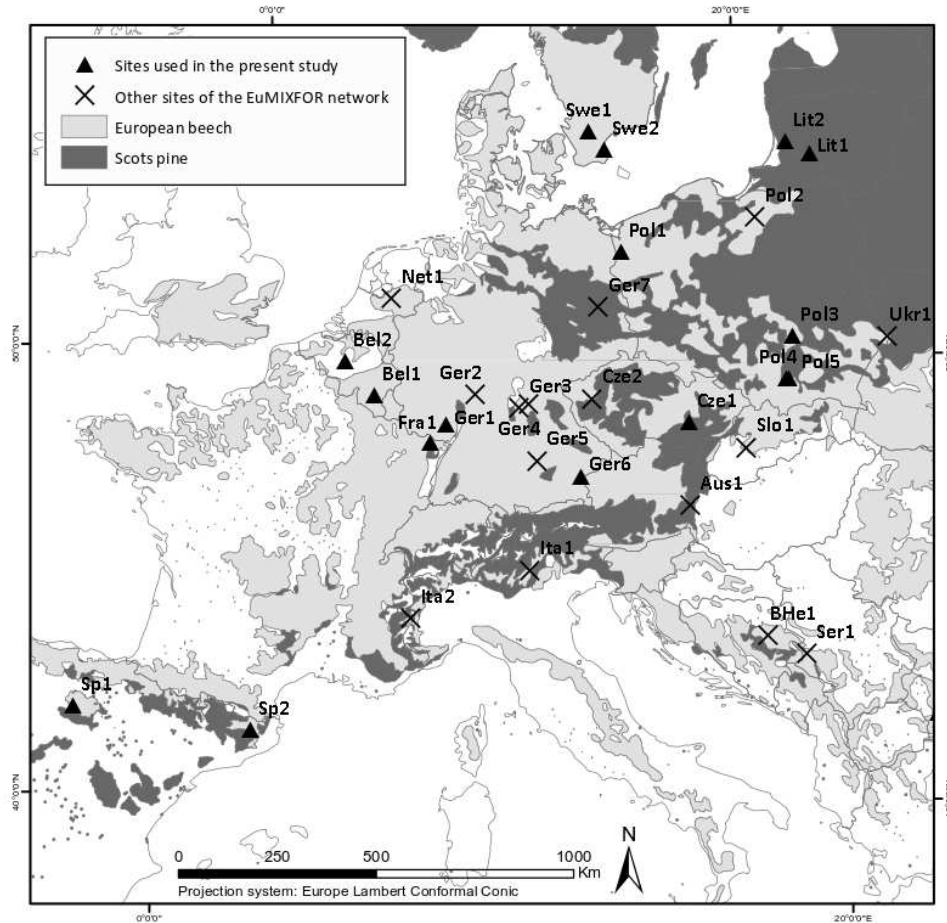 0°0'0"
20°0'0"E
Sites used in the present study
Other sites of the EuMIXFOR network
European beech
Scots pine
Swe1
Swe2
Lit2
Lit1
Pol2
Pol1
Net1
Ger7
Pol3
Ukr1
50°0'0"N
Bel2
Pol4
Pol5
Bel1
Ger2
Ger3
Cze2
Fra1
Ger1
Ger4
Cze1
Slo1
Ger5
Ger6
Aus1
Ita1
Ita2
BHe1
Ser1
Sp1
Sp2
40°0'0"N
N
0 250 500 1000
Km
Projection system: Europe Lambert Conformal Conic
0°0'0"
20°0'0"E